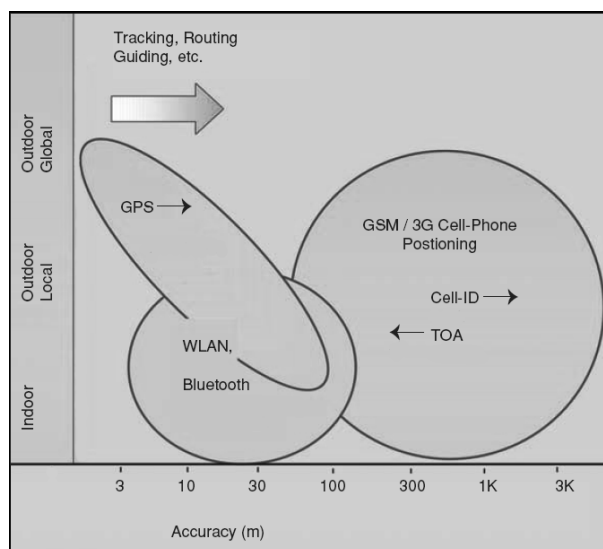 Tracking, Routing
Guiding, etc.
Outdoor
Global
GPS
GSM / 3G Cell-Phone
Postioning
Outdoor
Local
Cell-ID
TOA
WLAN,
Bluetooth
Indoor
3 10 30 100 300 1K 3K
Accuracy (m)